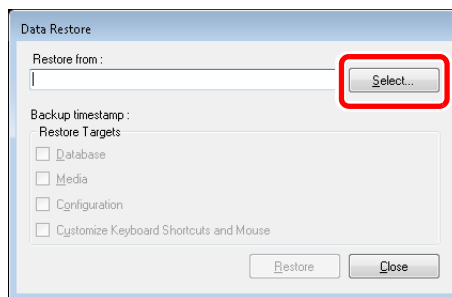 Data Restore
Restore from :
Select...
Backup timestamp :
Restore Targets
Database
Media
Configuration
Customize Keyboard Shortcuts and Mouse
Restore
Close